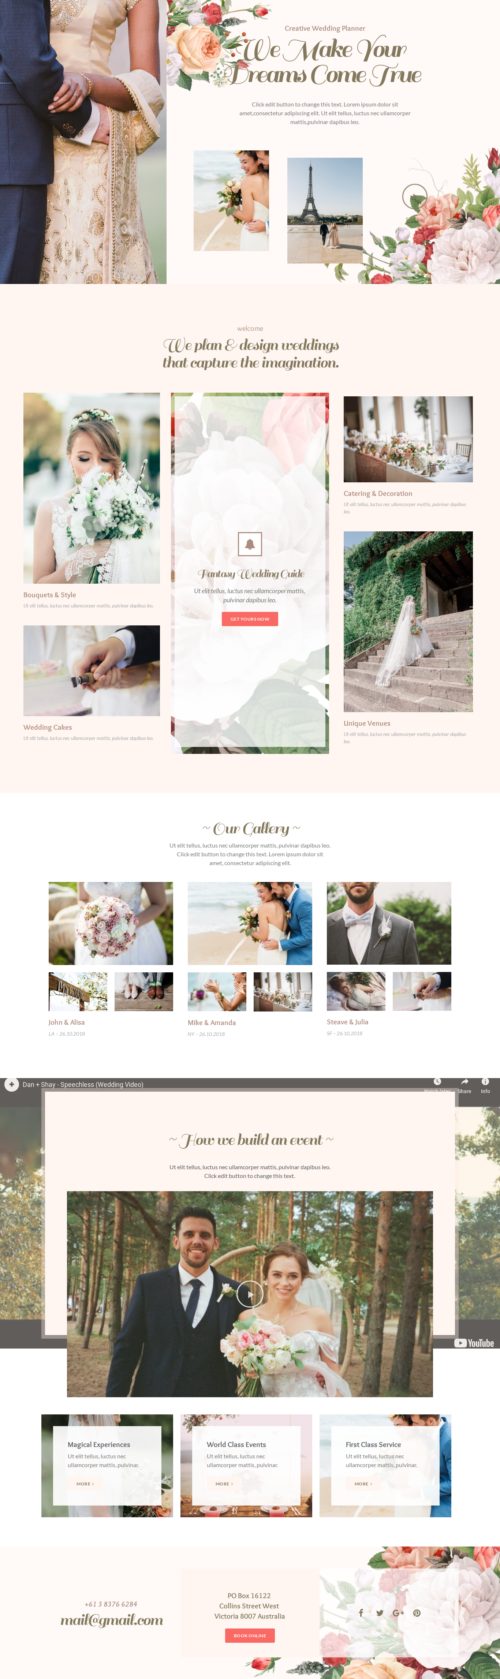 Creative Wedding Planner
We Make Your
Dreams Come True
Click edit button to change this text. Lorem ipsum dolor sit
amet,consectetur adipiscing elit. Ut elit tellus, luctus nec ullamcorper
mattis,pulvinar dapibus leo.
welcome
We plan & design weddings
that capture the imagination.
Bouquets & Style
Ut elit tellus, luctus nec ullamcorper mattis, pulvinar dapibus leo.
Wedding Cakes
Ut elit tellus, luctus nec ullamcorper mattis, pulvinar dapibus leo.
Fantasy Wedding Guide
Ut elit tellus, luctus nec ullamcorper mattis,
pulvinar dapibus leo.
GET YOURS NOW
Catering & Decoration
Ut elit tellus, luctus nec ullamcorper mattis, pulvinar dapibus
leo.
Unique Venues
Ut elit tellus, luctus nec ullamcorper mattis, pulvinar dapibus
leo.
~ Our Gallery ~
Ut elit tellus, luctus nec ullamcorper mattis, pulvinar dapibus leo.
Click edit button to change this text. Lorem ipsum dolor sit
amet, consectetur adipiscing elit.
John & Alisa
LA - 26.10.2018
Mike & Amanda
NY - 26.10.2018
Steave & Julia
SF - 26.10.2018
Dan + Shay - Speechless (Wedding Video)
Share
Info
~ How we build an event ~
Ut elit tellus, luctus nec ullamcorper mattis, pulvinar dapibus leo.
Click edit button to change this text.
YouTube
Magical Experiences
Ut elit tellus, luctus nec
ullamcorper mattis, pulvinar.
MORE >
World Class Events
Ut elit tellus, luctus nec
ullamcorper mattis, pulvinar.
MORE >
First Class Service
Ut elit tellus, luctus nec
ullamcorper mattis, pulvinar.
MORE >
+61 3 8376 6284
mail@gmail.com
PO Box 16122
Collins Street West
Victoria 8007 Australia
BOOK ONLINE